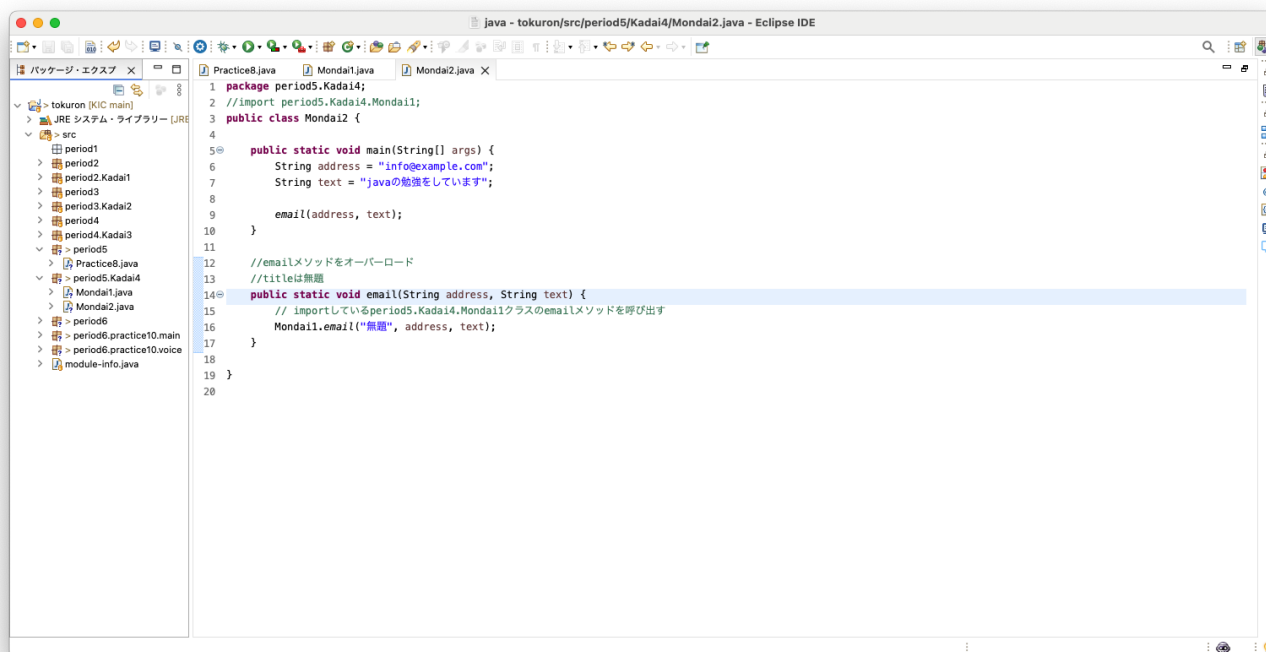 java - tokuron/src/period5/Kadai4/Mondai2.java - Eclipse IDE
パッケージ・エクスプ
Practice8.java
Mondai1.java
Mondai2.java
> tokuron [KIC main]
JRE システム・ライブラリー [JRE
> src
period1
period2
period2.Kadai1
period3
period3.Kadai2
period4
period4.Kadai3
> period5
Practice8.java
> period5.Kadai4
Mondai1.java
Mondai2.java
> period6
> period6.practice10.main
> period6.practice10.voice
module-info.java
1 package period5.Kadai4;
2 //import period5.Kadai4.Mondai1;
3 public class Mondai2 {
4
5 public static void main(String[] args) {
6 String address = "info@example.com";
7 String text = "javaの勉強をしています";
8
9 email(address, text);
10 }
11
12 //emailメソッドをオーバーロード
13 //titleは無題
14 public static void email(String address, String text) {
15 // importしているperiod5.Kadai4.Mondai1クラスのemailメソッドを呼び出す
16 Mondai1.email("無題", address, text);
17 }
18
19 }
20